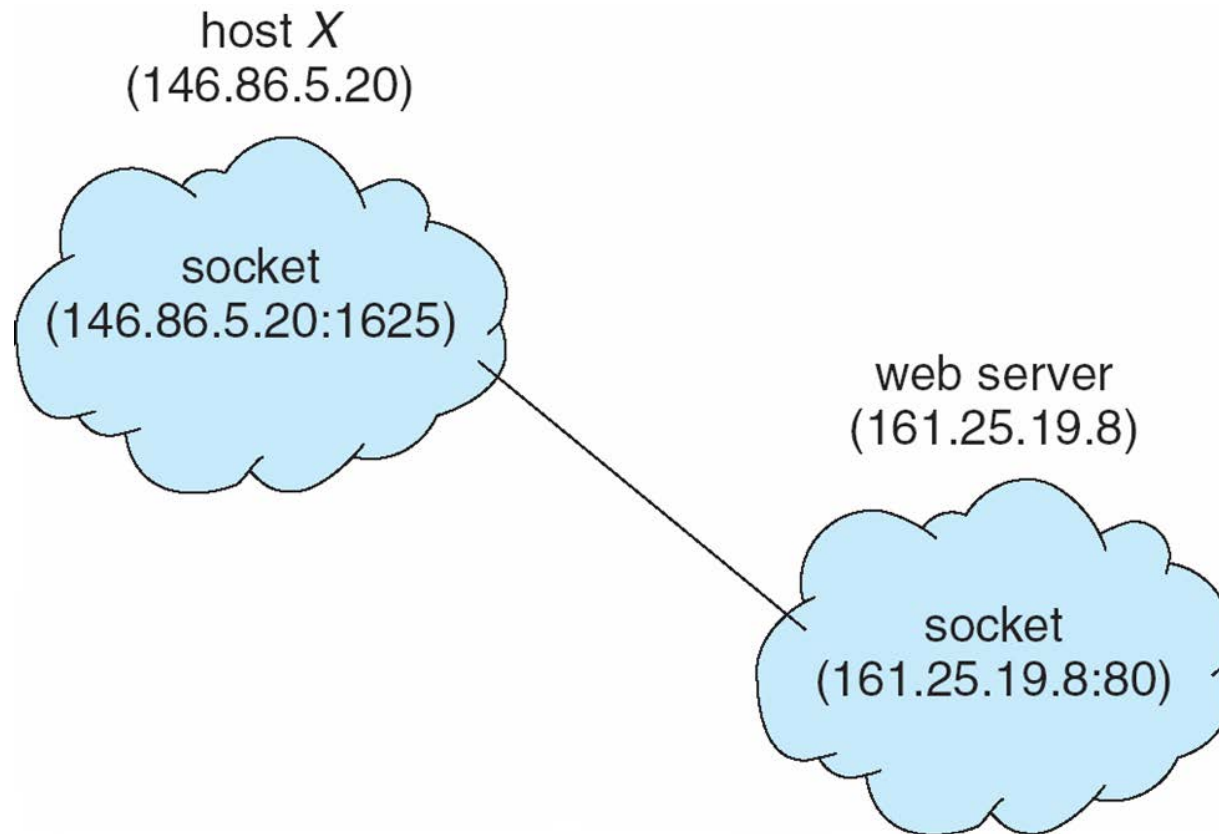 host X
(146.86.5.20)
socket
(146.86.5.20:1625)
web server
(161.25.19.8)
socket
(161.25.19.8:80)